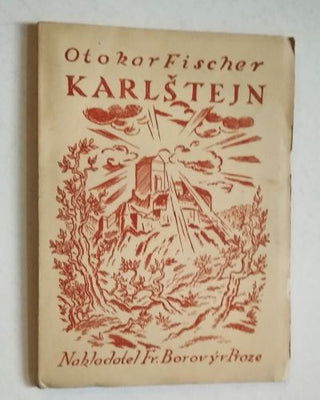 Otokar Fischer
KARLŠTEJN
Nakladatel Fr. Borový v Praze